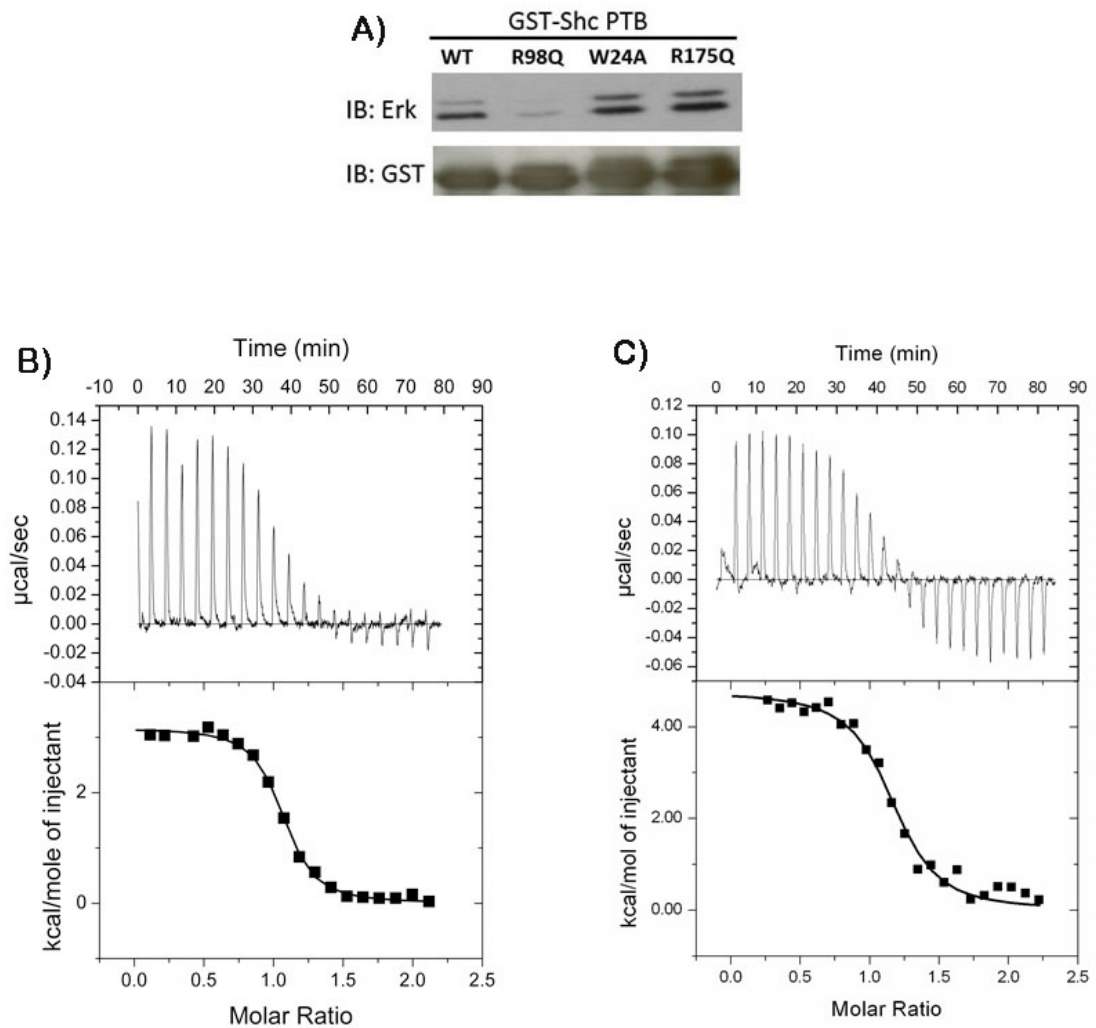 A)
GST-Shc PTB
WT R98Q W24A R175Q
IB: Erk
IB: GST
B)
Time (min)
-10 0 10 20 30 40 50 60 70 80 90
0.14
0.12
0.10
0.08
0.06
0.04
0.02
0.00
-0.02
-0.04
µcal/sec
2
0
kcal/mole of injectant
0.0 0.5 1.0 1.5 2.0 2.5
Molar Ratio
C)
Time (min)
0 10 20 30 40 50 60 70 80 90
0.12
0.10
0.08
0.06
0.04
0.02
0.00
-0.02
-0.04
-0.06
µcal/sec
4.00
2.00
0.00
kcal/mol of injectant
0.0 0.5 1.0 1.5 2.0 2.5
Molar Ratio